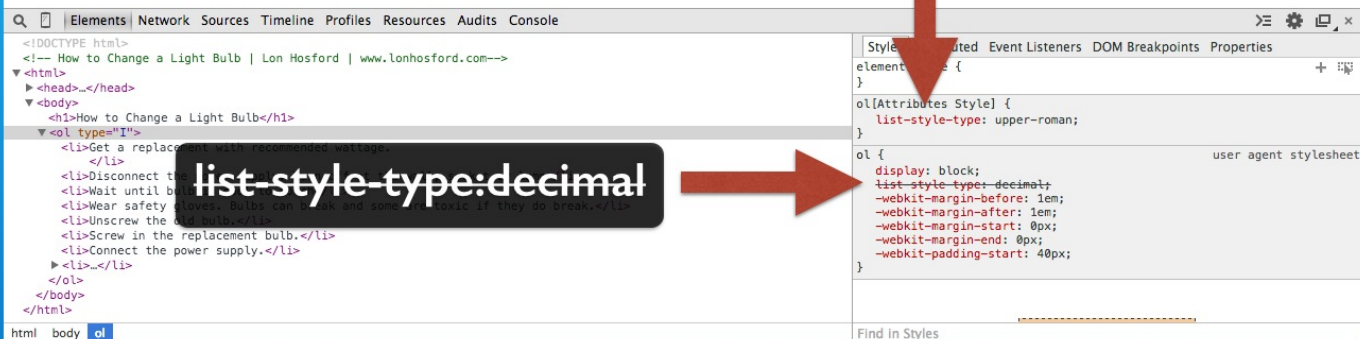 Elements Network Sources Timeline Profiles Resources Audits Console
<!DOCTYPE html>
<!-- How to Change a Light Bulb | Lon Hosford | www.lonhosford.com-->
▼<html>
▶<head>…</head>
▼<body>
<h1>How to Change a Light Bulb</h1>
▼<ol type="I">
<li>Get a replacement with recommended wattage.
</li>
<li>Disconnect the
<li>Wait until
<li>Wear safety gloves. Bulbs can break and some are toxic if they do break.</li>
<li>Unscrew the old bulb.</li>
<li>Screw in the replacement bulb.</li>
<li>Connect the power supply.</li>
▶<li>…</li>
</ol>
</body>
</html>
html body ol
list-style-type:decimal
Event Listeners DOM Breakpoints Properties
{
}
ol[Attributes Style] {
list-style-type: upper-roman;
}
ol { user agent stylesheet
display: block;
list-style-type: decimal;
-webkit-margin-before: 1em;
-webkit-margin-after: 1em;
-webkit-margin-start: 0px;
-webkit-margin-end: 0px;
-webkit-padding-start: 40px;
}
Find in Styles